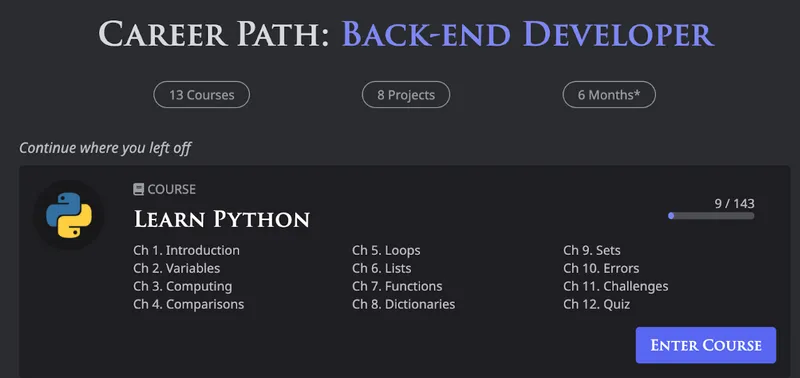 Career Path: Back-end Developer
13 Courses
8 Projects
6 Months*
Continue where you left off
COURSE
Learn Python
9 / 143
Ch 1. Introduction
Ch 2. Variables
Ch 3. Computing
Ch 4. Comparisons
Ch 5. Loops
Ch 6. Lists
Ch 7. Functions
Ch 8. Dictionaries
Ch 9. Sets
Ch 10. Errors
Ch 11. Challenges
Ch 12. Quiz
Enter Course